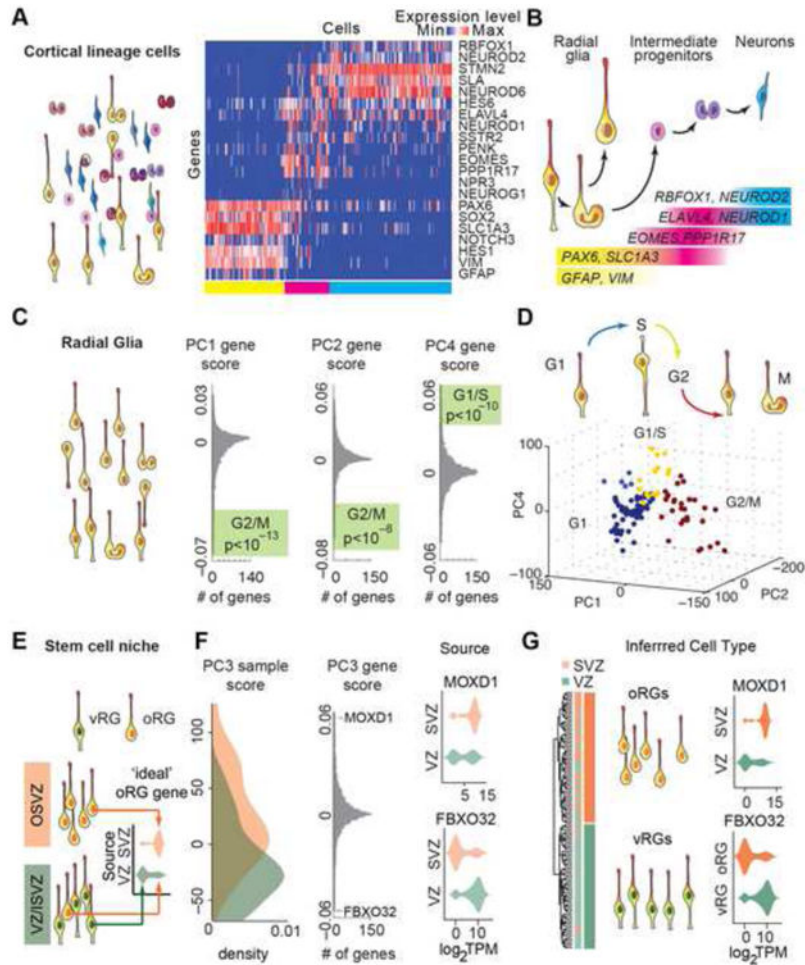 A
Cortical lineage cells
Expression level
Cells Min Max
Genes
RBFOX1
NEUROD2
STMN2
SLA
NEUROD6
HES6
ELAVL4
NEUROD1
SSTR2
PENK
EOMES
PPP1R17
NPR3
NEUROG1
PAX6
SOX2
SLC1A3
NOTCH3
HES1
VIM
GFAP
B
Radial glia
Intermediate progenitors
Neurons
RBFOX1, NEUROD2
ELAVL4, NEUROD1
EOMES PPP1R17
PAX6, SLC1A3
GFAP, VIM
C
Radial Glia
PC1 gene score
0.03
0
-0.07
G2/M
p<10^-13
0 140
# of genes
PC2 gene score
0.04
0
-0.08
G2/M
p<10^-6
0 150
# of genes
PC4 gene score
0.06
0
-0.06
G1/S
p<10^-10
0 150
# of genes
D
G1
S
G2
M
G1/S
G1
G2/M
PC4
100
0
-100
PC1
150 0 -150
PC2
100 0 -100 -200
E
Stem cell niche
vRG oRG
'ideal' oRG gene
OSVZ
VZ/ISVZ
Source
VZ SVZ
F
PC3 sample score
100
50
0
-50
0 0.01
density
PC3 gene score
0.06
MOXD1
0
-0.06
FBXO32
0 150
# of genes
Source
MOXD1
SVZ
VZ
5 15
FBXO32
SVZ
VZ
0 10
log2TPM
G
Inferrred Cell Type
SVZ
VZ
oRGs
vRGs
MOXD1
SVZ
VZ
0 15
FBXO32
oRG
vRG
0 10
log2TPM